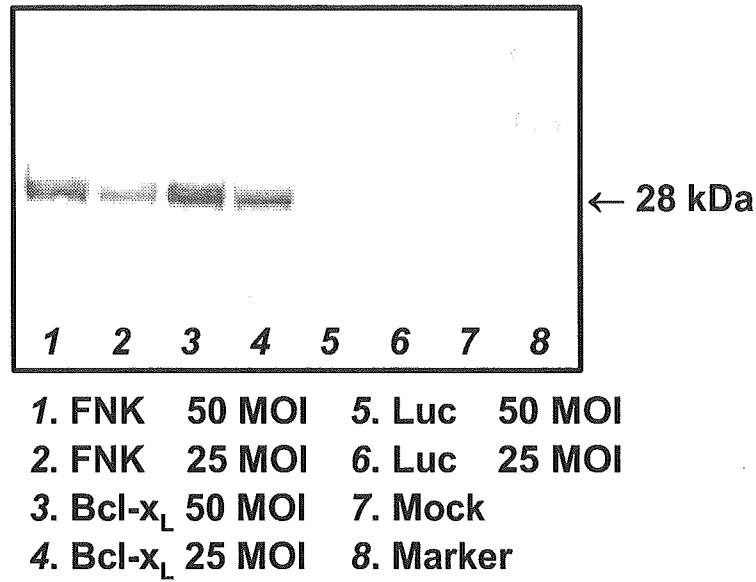 ← 28 kDa
1 2 3 4 5 6 7 8
1. FNK 50 MOI 5. Luc 50 MOI
2. FNK 25 MOI 6. Luc 25 MOI
3. Bcl-xL 50 MOI 7. Mock
4. Bcl-xL 25 MOI 8. Marker